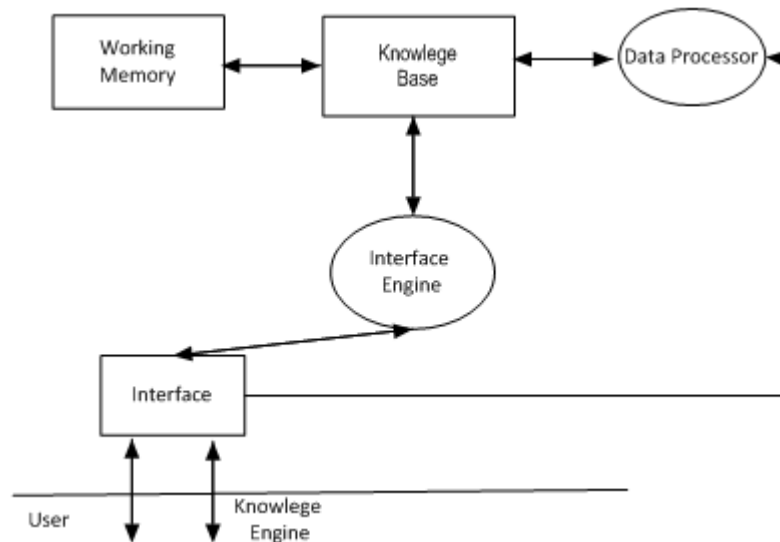 Working
Memory
Knowlege
Base
Data Processor
Interface
Engine
Interface
User
Knowlege
Engine